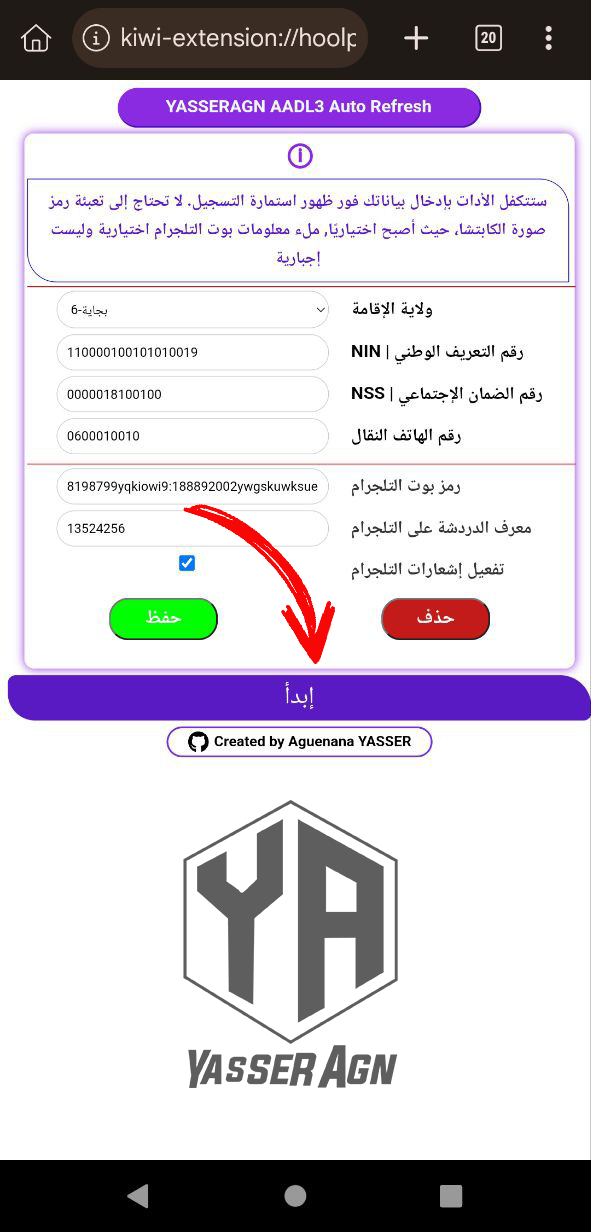 kiwi-extension://hoolp
20
YASSERAGN AADL3 Auto Refresh
ستتكفل الأدات بإدخال بياناتك فور ظهور استمارة التسجيل. لا تحتاج إلى تعبئة رمز
صورة الكابتشا، حيث أصبح اختياريًا, ملء معلومات بوت التلجرام اختيارية وليست
إجبارية
ولاية الإقامة
6-بجاية
رقم التعريف الوطني | NIN
110000100101010019
رقم الضمان الإجتماعي | NSS
0000018100100
رقم الهاتف النقال
0600010010
رمز بوت التلجرام
8198799yqkiowi9:188892002ywgskuwksue
معرف الدردشة على التلجرام
13524256
تفعيل إشعارات التلجرام
حذف
حفظ
إبدأ
Created by Aguenana YASSER
YA
YASSER AGN